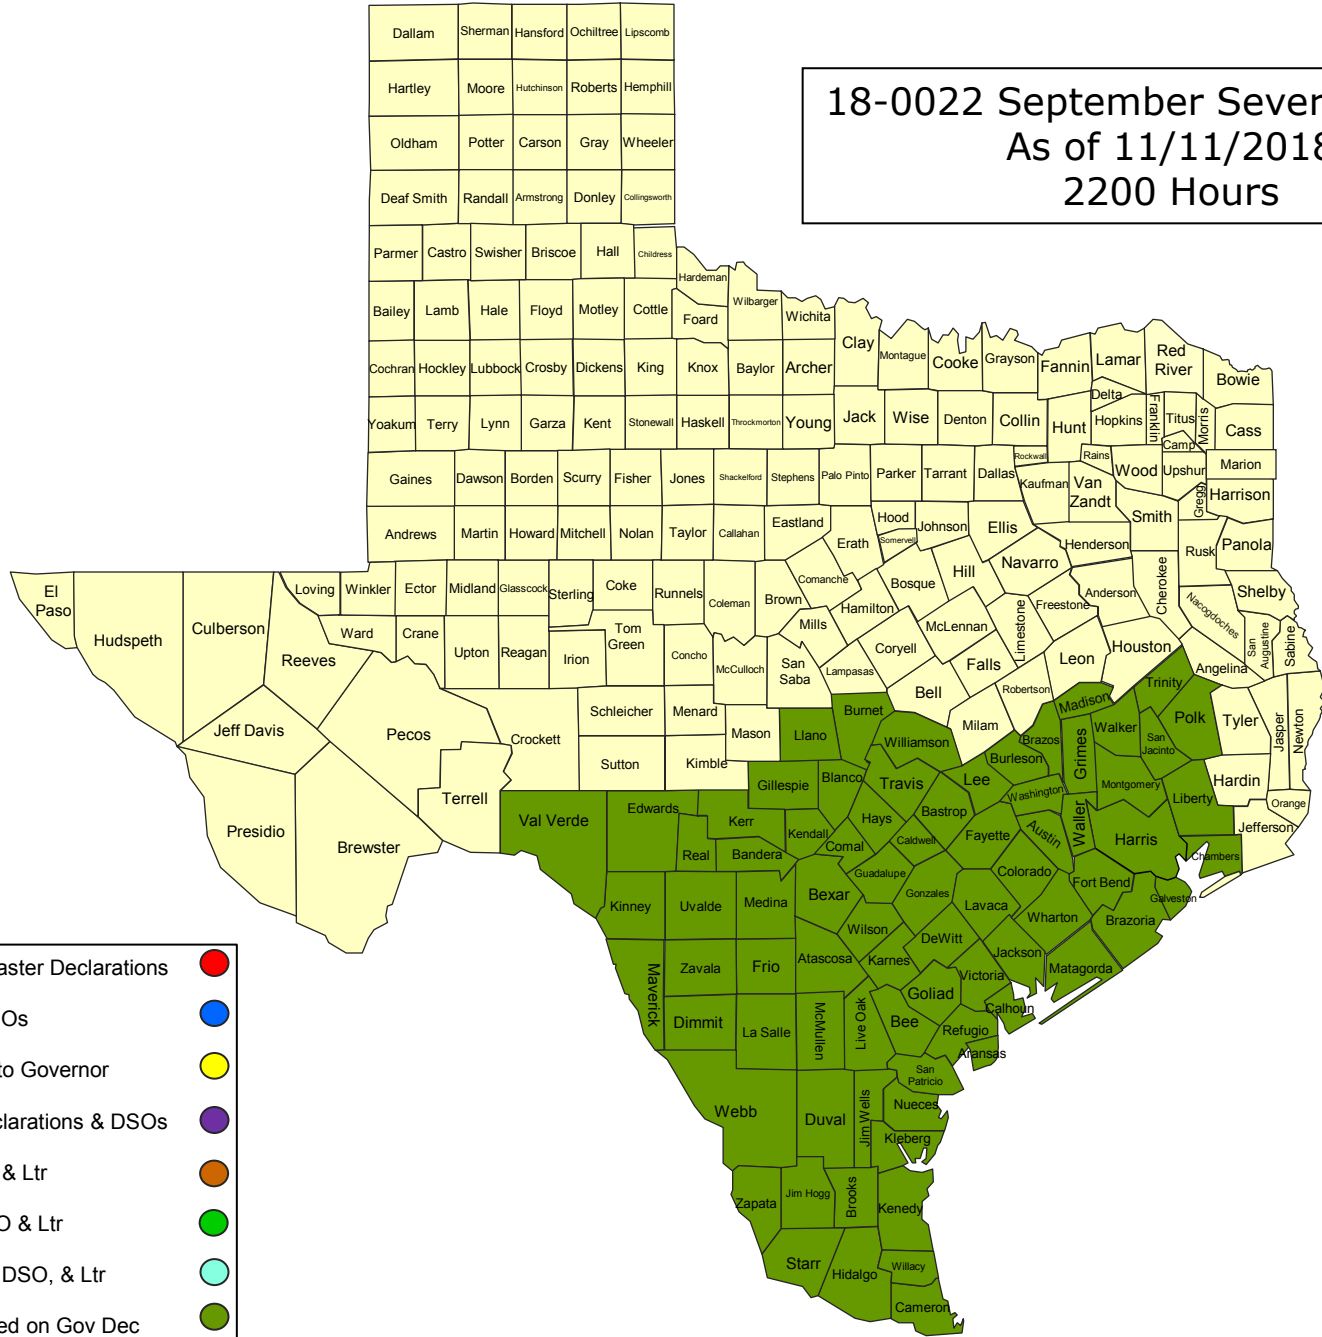 Dallam Sherman Hansford Ochiltree Lipscomb
Hartley Moore Hutchinson Roberts Hemphill
18-0022 September Sever
As of 11/11/2018
2200 Hours
Oldham Potter Carson Gray Wheeler
Deaf Smith Randall Armstrong Donley Collingsworth
Parmer Castro Swisher Briscoe Hall Childress
Hardeman
Bailey Lamb Hale Floyd Motley Cottle Foard Wilbarger Wichita
Clay Montague Cooke Grayson Fannin Lamar Red
River Bowie
Cochran Hockley Lubbock Crosby Dickens King Knox Baylor Archer
Delta
Yoakum Terry Lynn Garza Kent Stonewall Haskell Throckmorton Young Jack Wise Denton Collin Hunt Hopkins Franklin Titus Morris Cass
Camp
Rockwall Rains Wood Upshur Marion
Gaines Dawson Borden Scurry Fisher Jones Shackelford Stephens Palo Pinto Parker Tarrant Dallas Kaufman Van
Zandt Gregg Harrison
Andrews Martin Howard Mitchell Nolan Taylor Callahan Eastland Erath Hood Johnson Ellis Smith
Somervell Navarro Henderson Rusk Panola
El
Paso Loving Winkler Ector Midland Glasscock Sterling Coke Runnels Coleman Brown Comanche Bosque Hill Freestone Anderson Cherokee Shelby
Hudspeth Culberson Ward Crane Upton Reagan Irion Tom
Green Concho McCulloch San
Saba Mills Hamilton Coryell McLennan Limestone Nacogdoches San
Augustine Sabine
Reeves Lampasas Falls Leon Houston Angelina
Jeff Davis Pecos Crockett Schleicher Menard Mason Bell Robertson Milam Trinity
Sutton Kimble Llano Burnet Williamson Madison Brazos Grimes Walker San
Jacinto Polk Tyler Jasper Newton
Presidio Brewster Terrell Gillespie Blanco Travis Lee Burleson Washington Montgomery Liberty Hardin Orange
Val Verde Edwards Kerr Kendall Hays Bastrop Fayette Austin Waller Harris Jefferson
Real Bandera Comal Caldwell Colorado Chambers
Kinney Uvalde Medina Bexar Guadalupe Gonzales Lavaca Wharton Fort Bend Brazoria Galveston
Wilson DeWitt Jackson Matagorda
Maverick Zavala Frio Atascosa Karnes Goliad Victoria Calhoun
Dimmit La Salle McMullen Live Oak Bee Refugio Aransas
San
Patricio
Webb Duval Jim Wells Nueces
Kleberg
Zapata Jim Hogg Brooks Kenedy
Starr Hidalgo Willacy
Cameron
aster Declarations
Os
to Governor
clarations & DSOs
& Ltr
O & Ltr
DSO, & Ltr
ed on Gov Dec